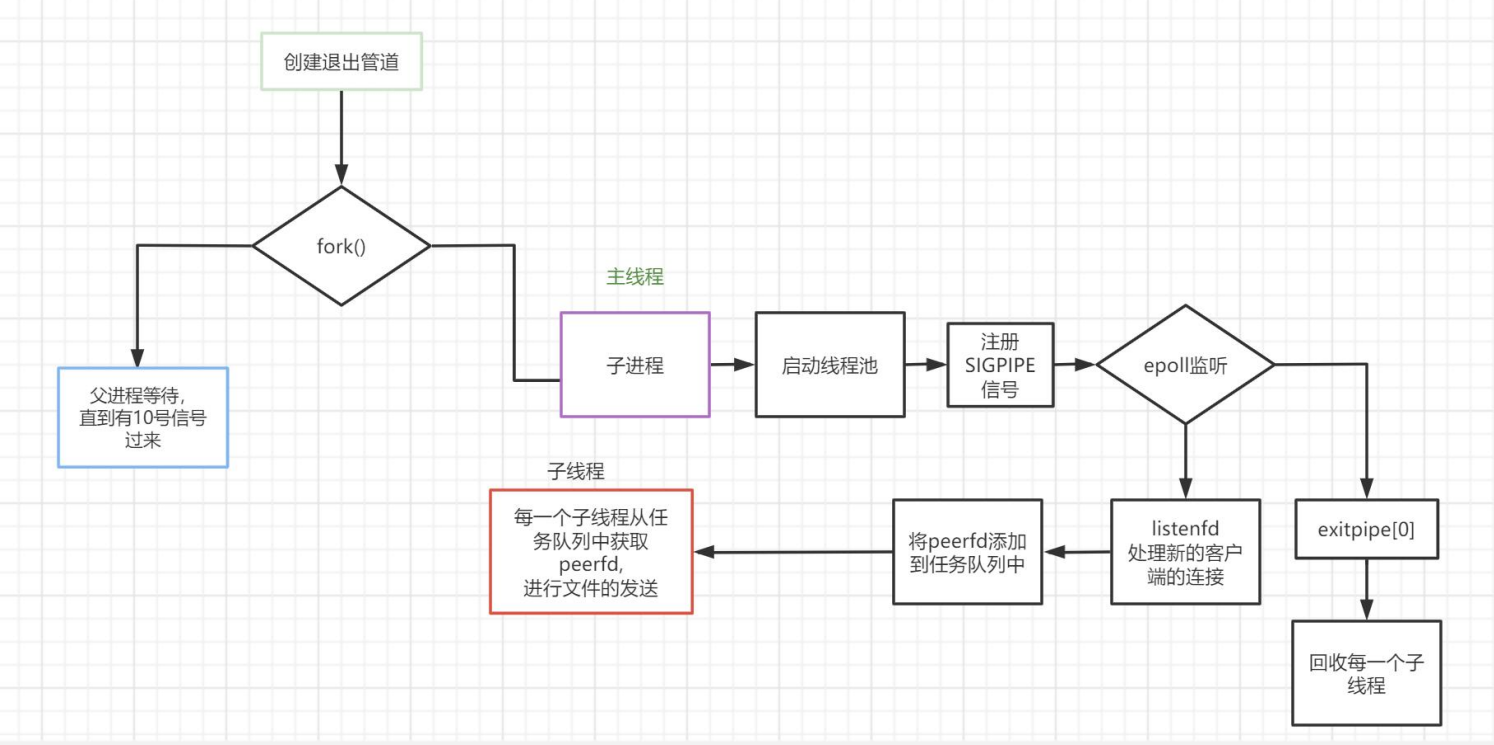 创建退出管道
fork()
父进程等待，
直到有10号信号
过来
主线程
子进程
启动线程池
注册
SIGPIPE
信号
epoll监听
listenfd
处理新的客户
端的连接
exitpipe[0]
将peerfd添加
到任务队列中
子线程
每一个子线程从任
务队列中获取
peerfd,
进行文件的发送
回收每一个子
线程